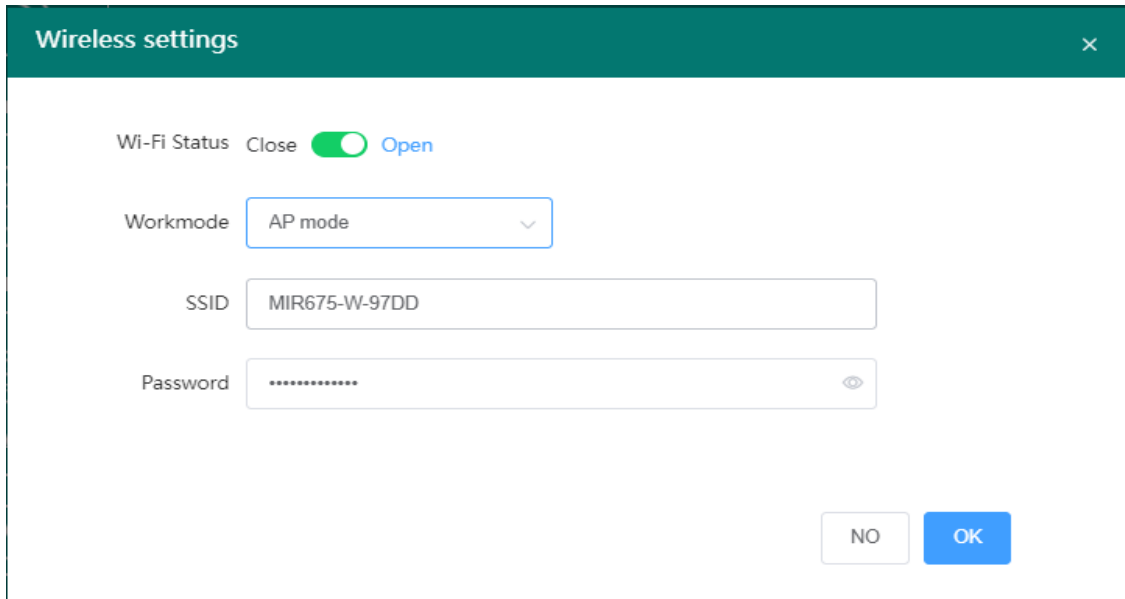 Wireless settings
Wi-Fi Status Close Open
Workmode AP mode
SSID MIR675-W-97DD
Password •••••••••••••
NO OK